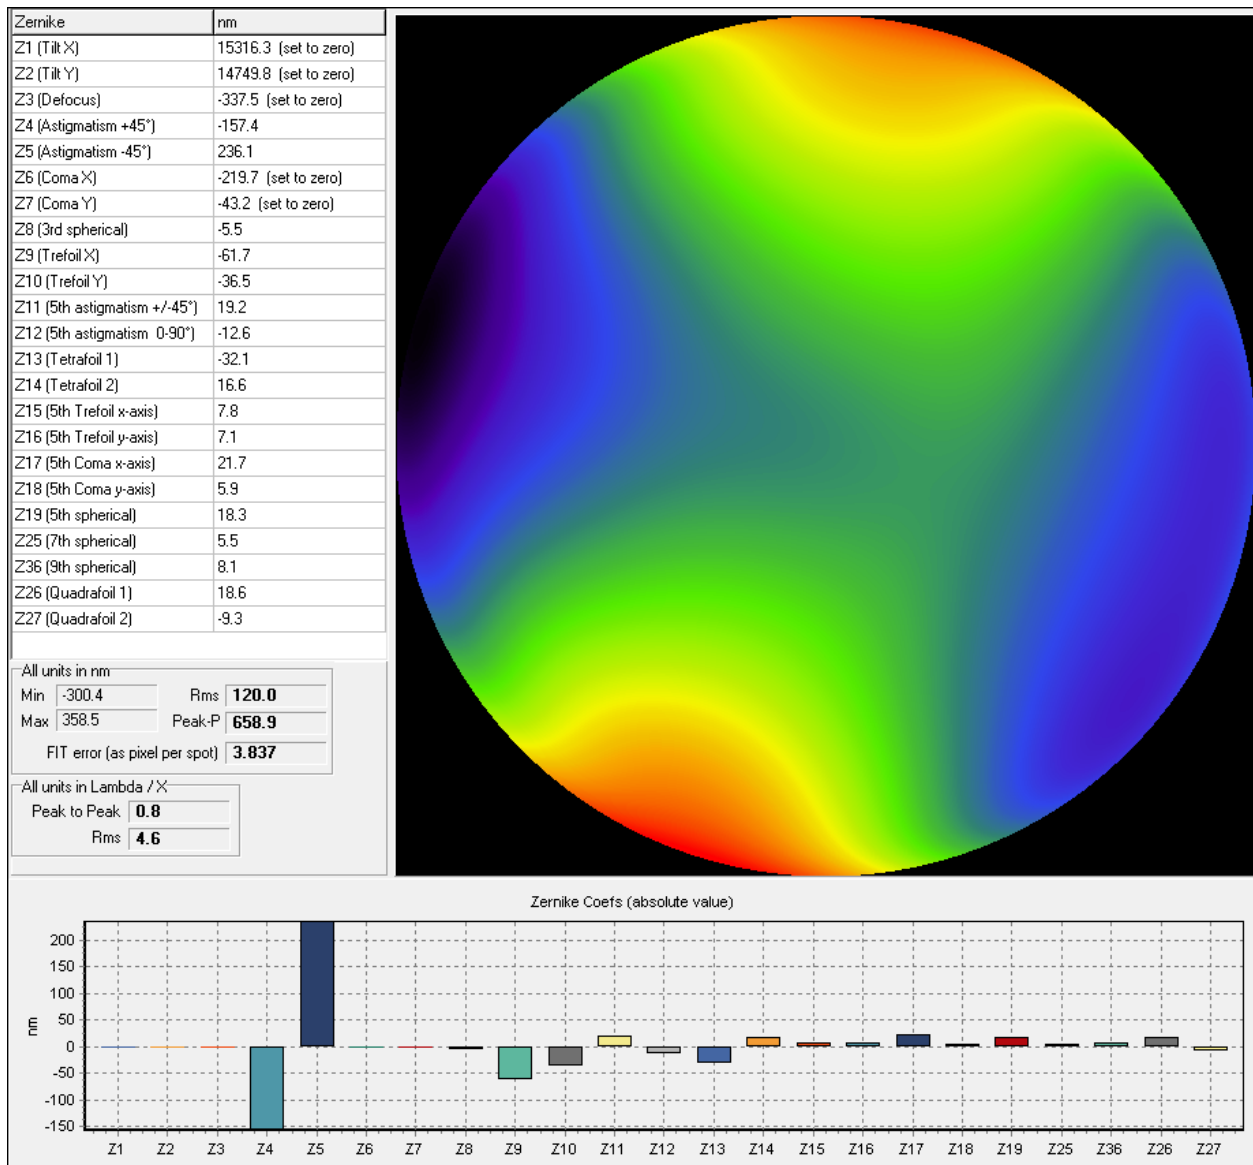 Zernike nm
Z1 (Tilt X) 15316.3 (set to zero)
Z2 (Tilt Y) 14749.8 (set to zero)
Z3 (Defocus) -337.5 (set to zero)
Z4 (Astigmatism +45°) -157.4
Z5 (Astigmatism -45°) 236.1
Z6 (Coma X) -219.7 (set to zero)
Z7 (Coma Y) -43.2 (set to zero)
Z8 (3rd spherical) -5.5
Z9 (Trefoil X) -61.7
Z10 (Trefoil Y) -36.5
Z11 (5th astigmatism +/-45°) 19.2
Z12 (5th astigmatism 0-90°) -12.6
Z13 (Tetrafoil 1) -32.1
Z14 (Tetrafoil 2) 16.6
Z15 (5th Trefoil x-axis) 7.8
Z16 (5th Trefoil y-axis) 7.1
Z17 (5th Coma x-axis) 21.7
Z18 (5th Coma y-axis) 5.9
Z19 (5th spherical) 18.3
Z25 (7th spherical) 5.5
Z36 (9th spherical) 8.1
Z26 (Quadrafoil 1) 18.6
Z27 (Quadrafoil 2) -9.3
All units in nm
Min -300.4 Rms 120.0
Max 358.5 Peak-P 658.9
FIT error (as pixel per spot) 3.837
All units in Lambda / X
Peak to Peak 0.8
Rms 4.6
Zernike Coefs (absolute value)
nm
200
150
100
50
0
-50
-100
-150
Z1 Z2 Z3 Z4 Z5 Z6 Z7 Z8 Z9 Z10 Z11 Z12 Z13 Z14 Z15 Z16 Z17 Z18 Z19 Z25 Z36 Z26 Z27